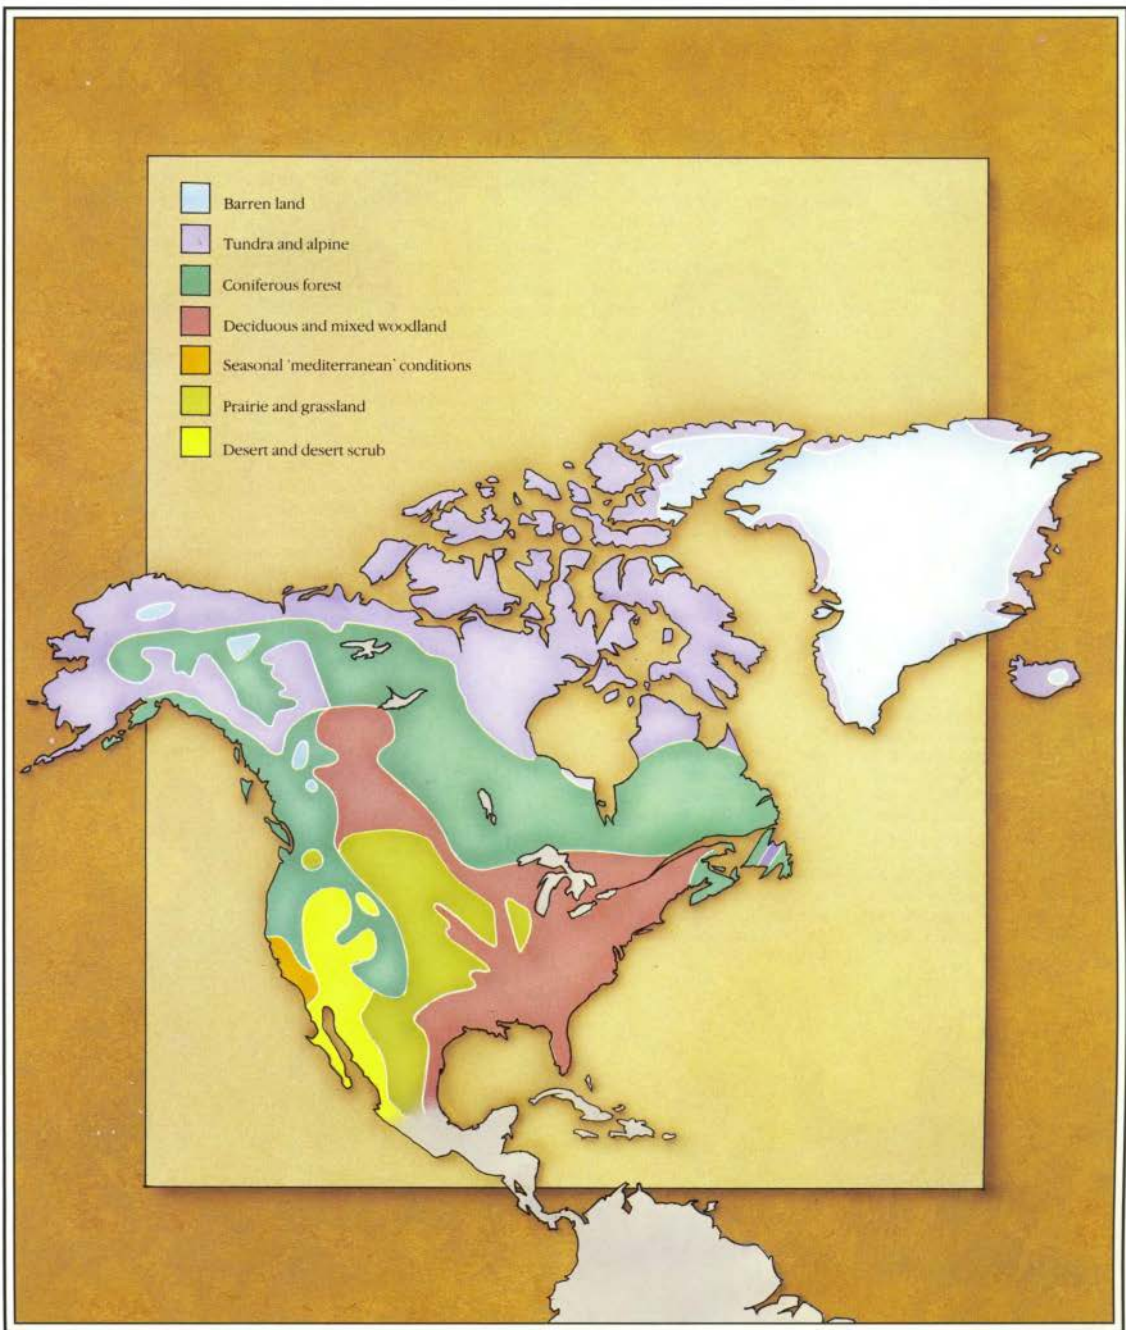 Barren land
Tundra and alpine
Coniferous forest
Deciduous and mixed woodland
Seasonal 'mediterranean' conditions
Prairie and grassland
Desert and desert scrub